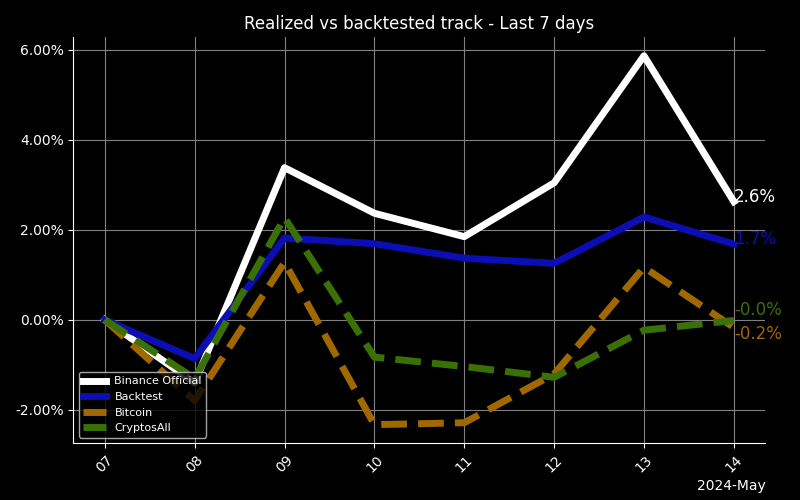 Realized vs backtested track - Last 7 days
6.00%
4.00%
2.00%
0.00%
-2.00%
2.6%
1.7%
-0.0%
-0.2%
Binance Official
Backtest
Bitcoin
CryptosAll
07
08
09
10
11
12
13
14
2024-May